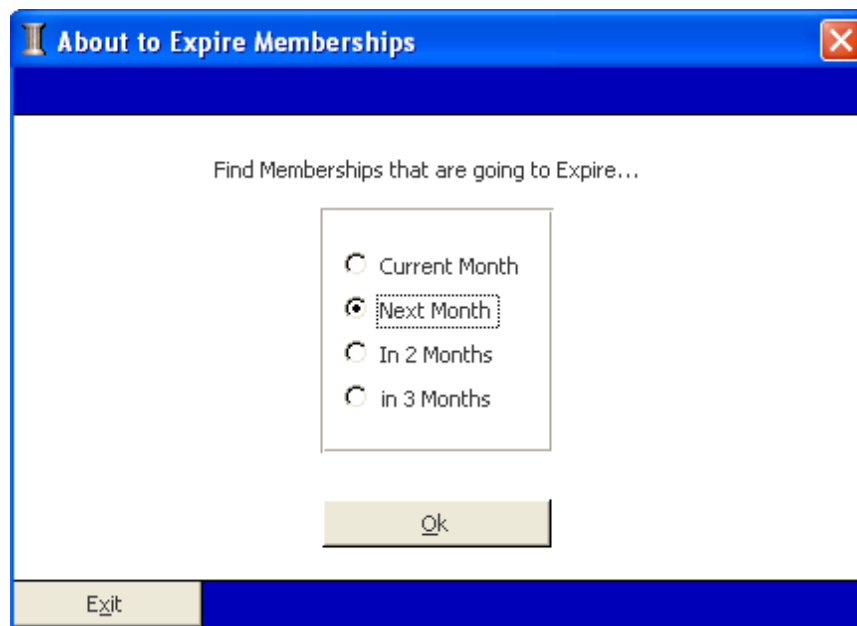 About to Expire Memberships
Find Memberships that are going to Expire...
Current Month
Next Month
In 2 Months
in 3 Months
Ok
Exit